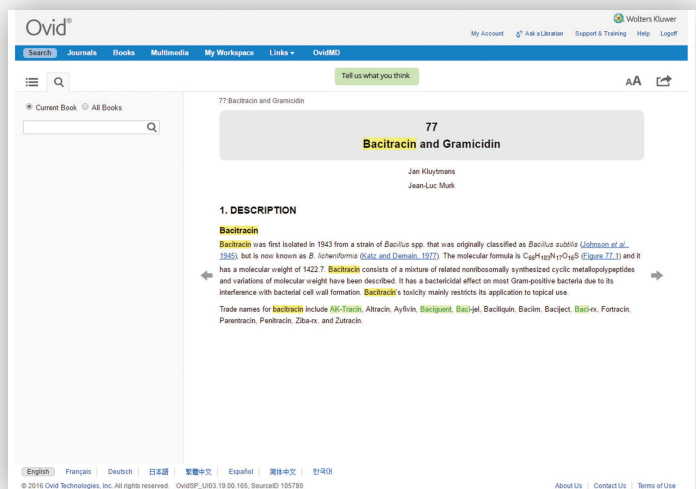 Ovid®
Wolters Kluwer
My Account Ask a Librarian Support & Training Help Logoff
Search Journals Books Multimedia My Workspace Links OvidMD
Tell us what you think
AA
Current Book All Books
77:Bacitracin and Gramicidin
77
Bacitracin and Gramicidin
Jan Kluytmans
Jean-Luc Murk
1. DESCRIPTION
Bacitracin
Bacitracin was first isolated in 1943 from a strain of Bacillus spp. that was originally classified as Bacillus subtilis (Johnson et al.,
1945), but is now known as B. licheniformis (Katz and Demain, 1977). The molecular formula is C66H103N17O16S (Figure 77.1) and it
has a molecular weight of 1422.7. Bacitracin consists of a mixture of related nonribosomally synthesized cyclic metallopolypeptides
and variations of molecular weight have been described. It has a bactericidal effect on most Gram-positive bacteria due to its
interference with bacterial cell wall formation. Bacitracin's toxicity mainly restricts its application to topical use.
Trade names for bacitracin include AK-Tracin, Altracin, Ayfivin, Baciguent, Baci-jel, Baciliquin, Bacilm, Baciject, Baci-rx, Fortracin,
Parentracin, Penitracin, Ziba-rx, and Zutracin.
English Français Deutsch 日本語 繁體中文 Español 简体中文 한국어
© 2016 Ovid Technologies, Inc. All rights reserved. OvidSP_UI03.19.00.165, SourceID 105780
About Us Contact Us Terms of Use